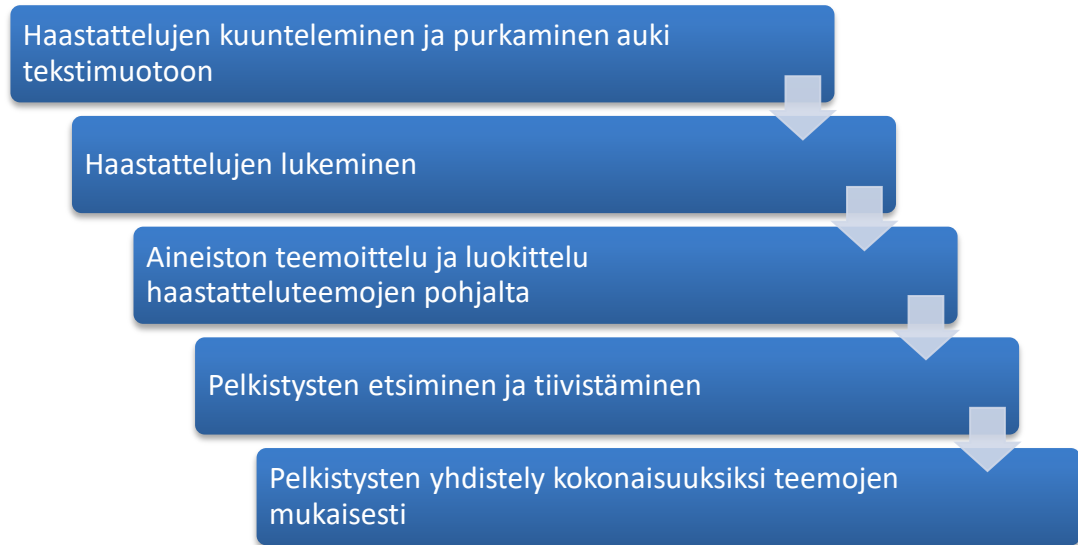 Haastattelujen kuunteleminen ja purkaminen auki
tekstimuotoon
Haastattelujen lukeminen
Aineiston teemoittelu ja luokittelu
haastatteluteemojen pohjalta
Pelkistysten etsiminen ja tiivistäminen
Pelkistysten yhdistely kokonaisuuksiksi teemojen
mukaisesti